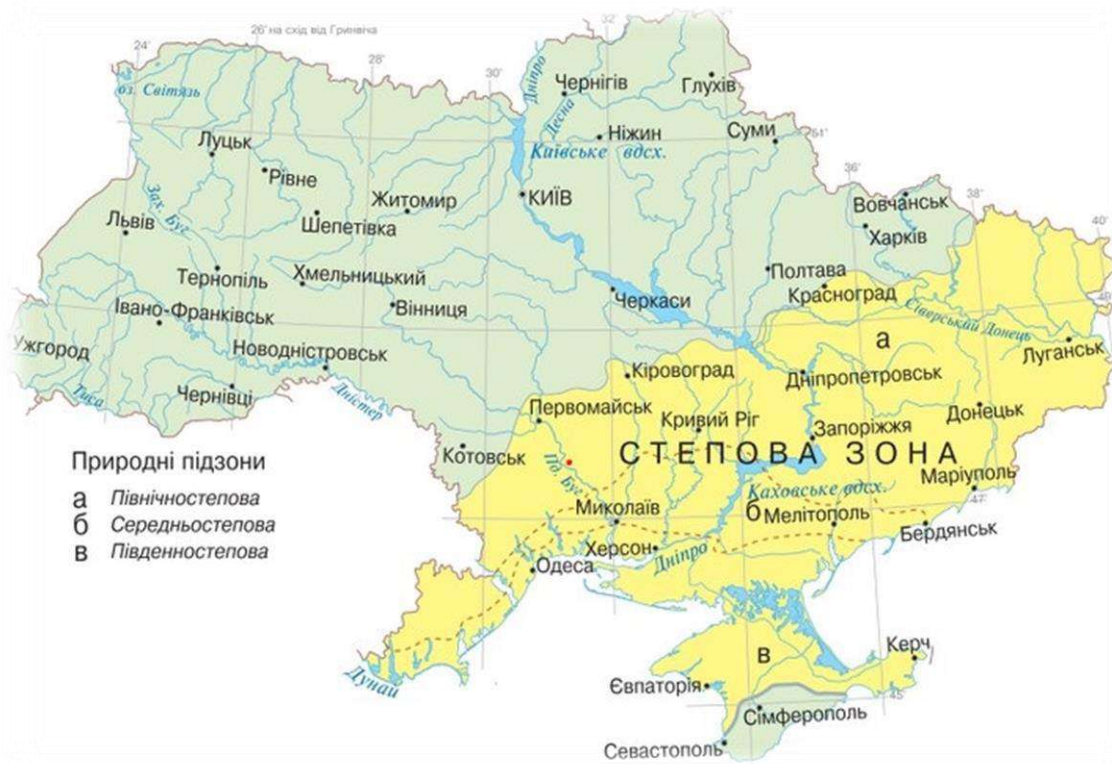 26° на схід від Гринвіча
24°
28°
30°
32°
оз. Світязь
Дніпро
Чернігів
Глухів
Десна
Ніжин
Суми
51°
Київське вдсх.
Луцьк
Рівне
Житомир
КИЇВ
36°
38°
40°
Вовчанськ
Харків
Зах. Буг
Львів
Шепетівка
Тернопіль
Хмельницький
Полтава
Красноград
Черкаси
Вінниця
Івано-Франківськ
Сіверський Донець
Ужгород
Новодністровськ
а
Луганськ
Кіровоград
Дніпропетровськ
Тиса
Чернівці
Дністер
Первомайськ
Кривий Ріг
Запоріжжя
Донецьк
Котовськ
СТЕПОВА ЗОНА
Природні підзони
Пд. Буг
Каховське вдсх.
Маріуполь
47°
а Північностепова
б Середньостепова
в Південностепова
Миколаїв
б
Мелітополь
Бердянськ
Херсон
Дніпро
Одеса
в
Керч
Дунай
Євпаторія
45°
Сімферополь
Севастополь